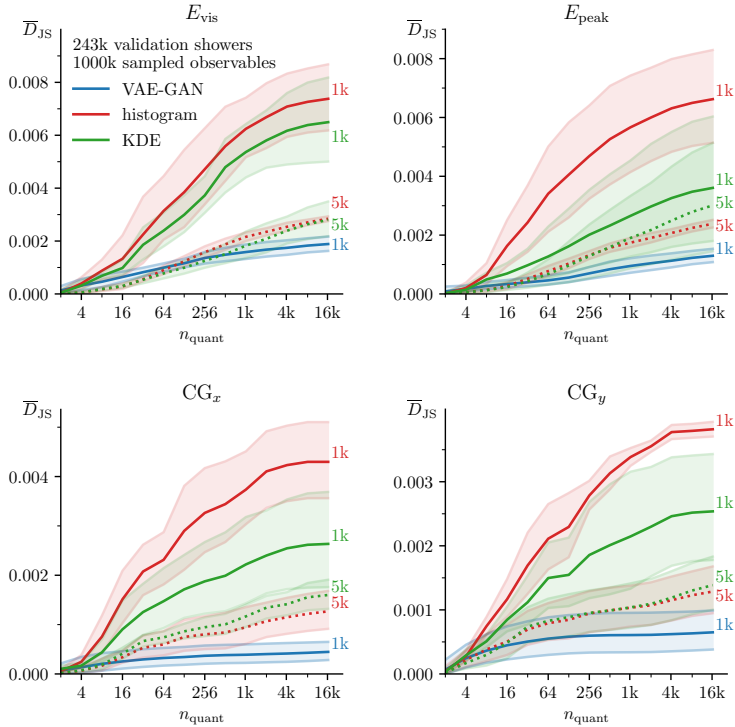 E_vis
D̅_JS
243k validation showers
1000k sampled observables
VAE-GAN
histogram
KDE
0.008
0.006
0.004
0.002
0.000
1k
1k
5k
5k
1k
4 16 64 256 1k 4k 16k
n_quant
E_peak
D̅_JS
0.008
0.006
0.004
0.002
0.000
1k
1k
5k
5k
1k
4 16 64 256 1k 4k 16k
n_quant
CG_x
D̅_JS
0.004
0.002
0.000
1k
1k
5k
5k
1k
4 16 64 256 1k 4k 16k
n_quant
CG_y
D̅_JS
0.004
0.003
0.002
0.001
0.000
1k
1k
5k
5k
1k
4 16 64 256 1k 4k 16k
n_quant